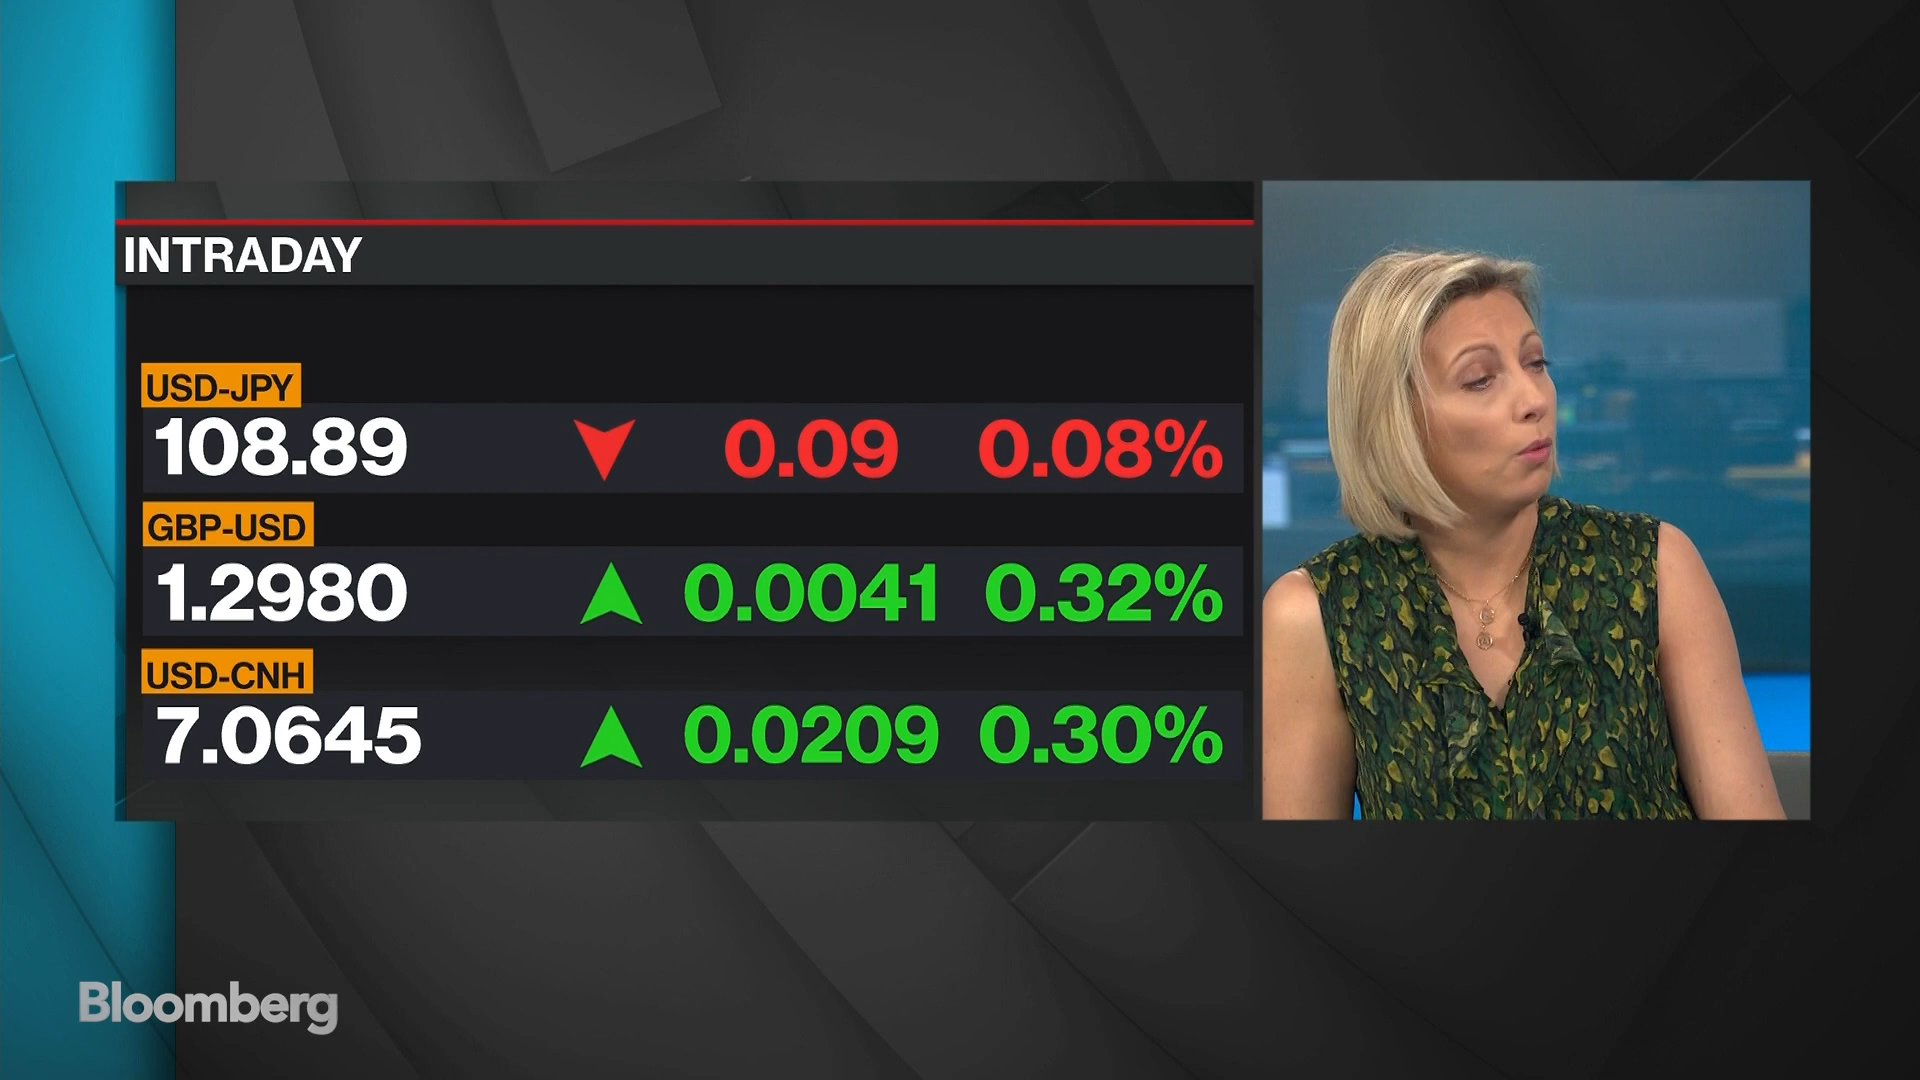 INTRADAY
USD-JPY
108.89 ▼ 0.09 0.08%
GBP-USD
1.2980 ▲ 0.0041 0.32%
USD-CNH
7.0645 ▲ 0.0209 0.30%
Bloomberg